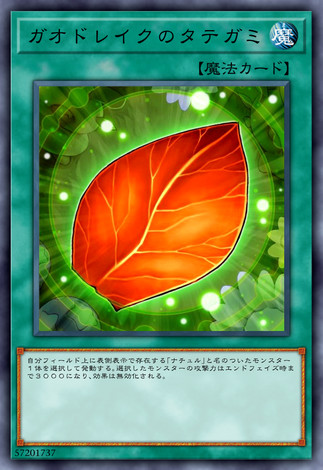 ガオドレイクのタテガミ
魔
【魔法カード】
自分フィールド上に表側表示で存在する「ナチュル」と名のついたモンスター
1体を選択して発動する。選択したモンスターの攻撃力はエンドフェイズ時ま
で3000になり、効果は無効化される。
57201737